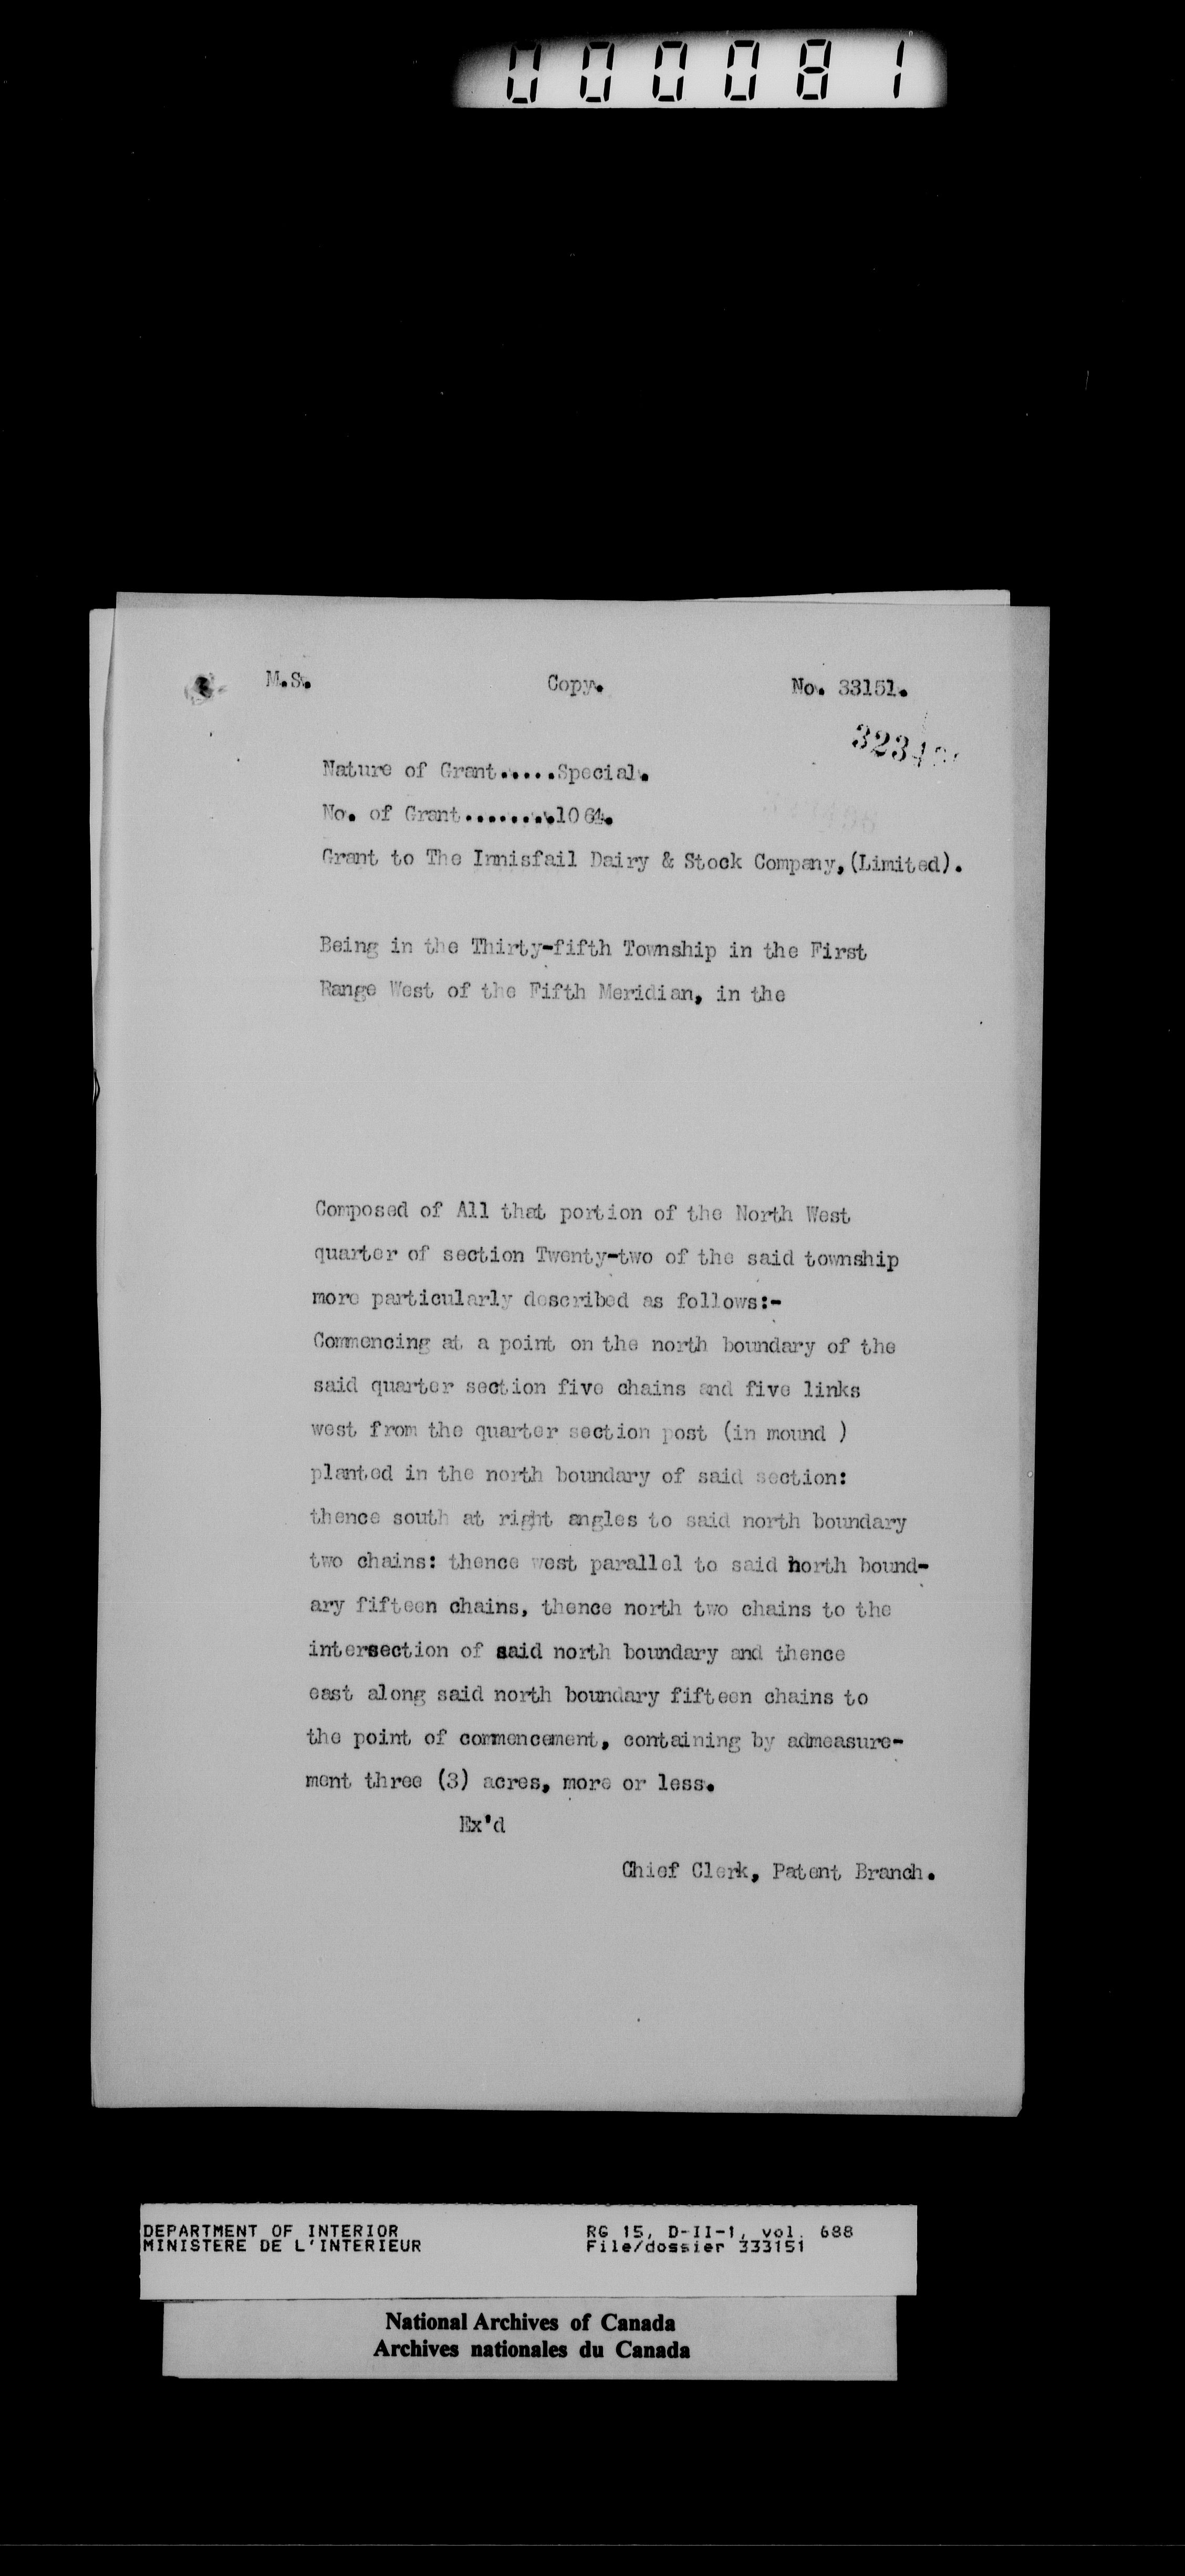 000081
M.S. Copy. No. 33151.
Nature of Grant.....Special.
No. of Grant........1064.
Grant to The Innisfail Dairy & Stock Company,(Limited).
Being in the Thirty-fifth Township in the First
Range West of the Fifth Meridian, in the
Composed of All that portion of the North West
quarter of section Twenty-two of the said township
more particularly described as follows:-
Commencing at a point on the north boundary of the
said quarter section five chains and five links
west from the quarter section post (in mound )
planted in the north boundary of said section:
thence south at right angles to said north boundary
two chains: thence west parallel to said north bound-
ary fifteen chains, thence north two chains to the
intersection of said north boundary and thence
east along said north boundary fifteen chains to
the point of commencement, containing by admeasure-
ment three (3) acres, more or less.
Ex'd
Chief Clerk, Patent Branch.
DEPARTMENT OF INTERIOR RG 15, D-II-1, vol. 688
MINISTERE DE L'INTERIEUR File/dossier 333151
National Archives of Canada
Archives nationales du Canada